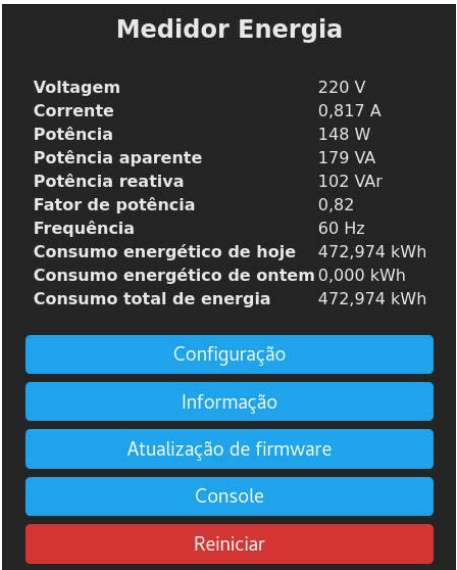 Medidor Energia
Voltagem 220 V
Corrente 0,817 A
Potência 148 W
Potência aparente 179 VA
Potência reativa 102 VAr
Fator de potência 0,82
Frequência 60 Hz
Consumo energético de hoje 472,974 kWh
Consumo energético de ontem 0,000 kWh
Consumo total de energia 472,974 kWh
Configuração
Informação
Atualização de firmware
Console
Reiniciar